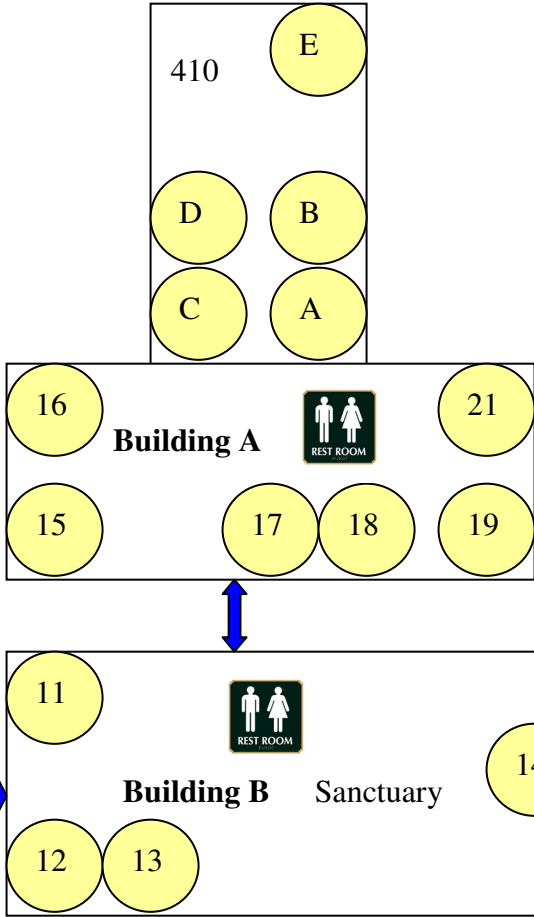 E
410
D B
C A
16
21
Building A
REST ROOM
15
17 18 19
11
REST ROOM
14
Building B Sanctuary
12 13